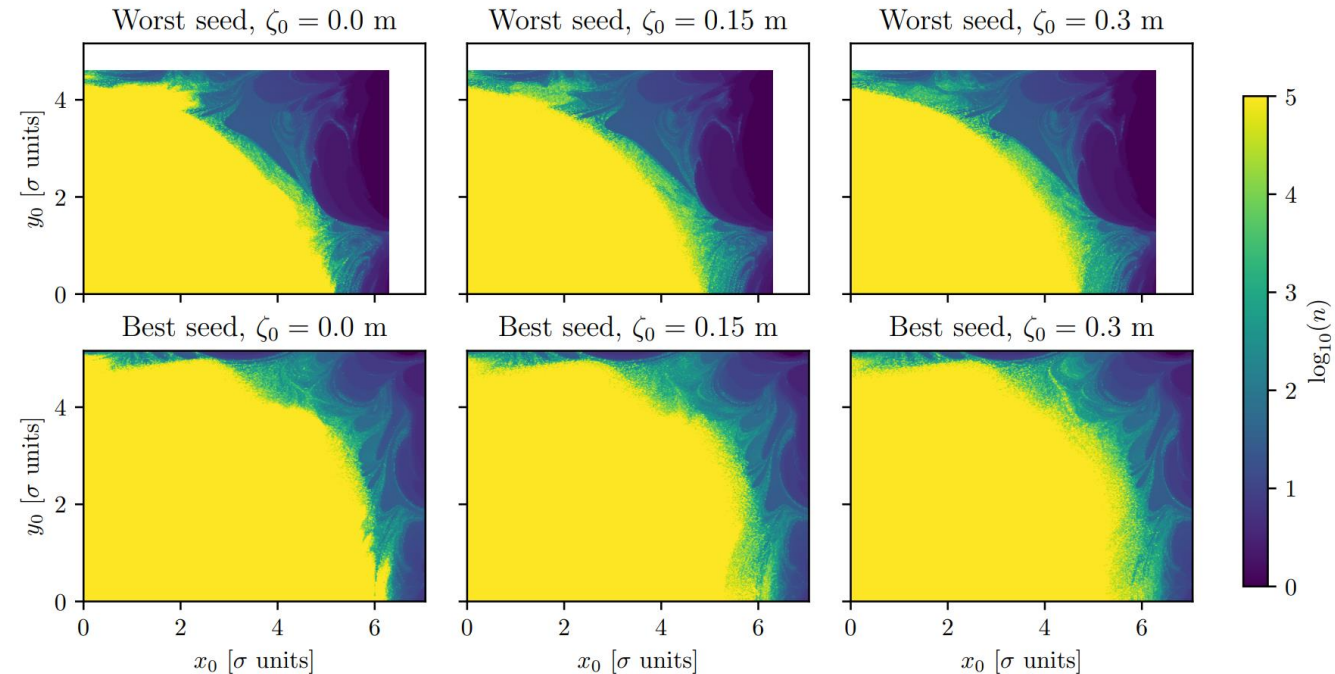 Worst seed, ζ₀ = 0.0 m
Worst seed, ζ₀ = 0.15 m
Worst seed, ζ₀ = 0.3 m
4
2
0
y₀ [σ units]
Best seed, ζ₀ = 0.0 m
Best seed, ζ₀ = 0.15 m
Best seed, ζ₀ = 0.3 m
4
2
0
y₀ [σ units]
0 2 4 6
0 2 4 6
0 2 4 6
x₀ [σ units]
x₀ [σ units]
x₀ [σ units]
5
4
3
2
1
0
log₁₀(n)